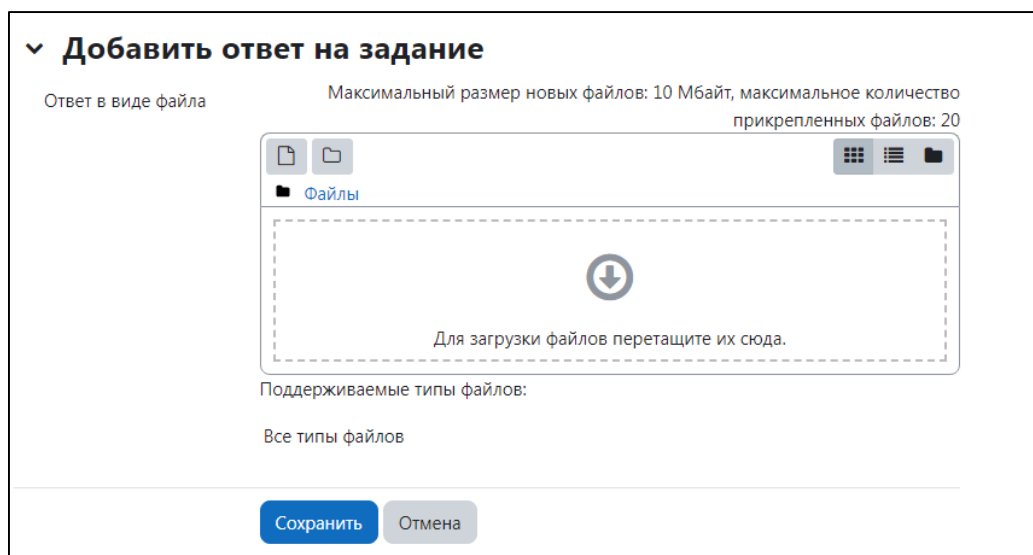 Добавить ответ на задание
Ответ в виде файла
Максимальный размер новых файлов: 10 Мбайт, максимальное количество
прикрепленных файлов: 20
Файлы
Для загрузки файлов перетащите их сюда.
Поддерживаемые типы файлов:
Все типы файлов
Сохранить
Отмена